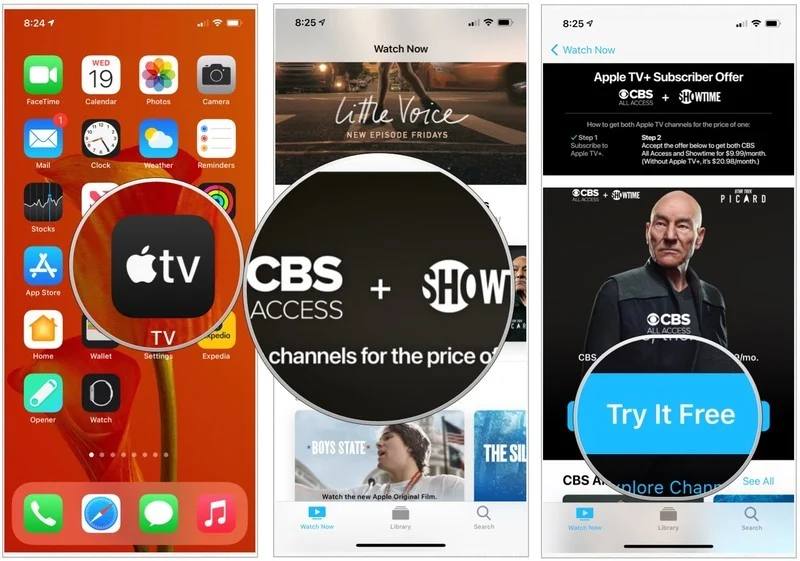 8:24
WED
19
FaceTime
Calendar
Photos
Camera
1
Mail
Clock
Weather
Reminders
Stocks
tv
TV
App Store
Home
Wallet
Settings
Expedia
Opener
Watch
8:25
Watch Now
Little Voice
NEW EPISODE FRIDAYS
CBS
ACCESS
+
SHOW
channels for the price of
BOYS STATE
THE SIL
Watch the new Apple Original Film.
Watch Now
Library
Search
8:25
Watch Now
Apple TV+ Subscriber Offer
CBS
ALL ACCESS
+
SHOWTIME
How to get both Apple TV channels for the price of one:
✓ Step 1
Subscribe to
Apple TV+.
Step 2
Accept the offer below to get both CBS
All Access and Showtime for $9.99/month.
(Without Apple TV+, it's $20.98/month.)
CBS
ALL ACCESS
+
SHOWTIME
STAR TREK
PICARD
CBS
ALL ACCESS
CBS
/mo.
Try It Free
CBS A
xplore Chann
See All
Watch Now
Library
Search